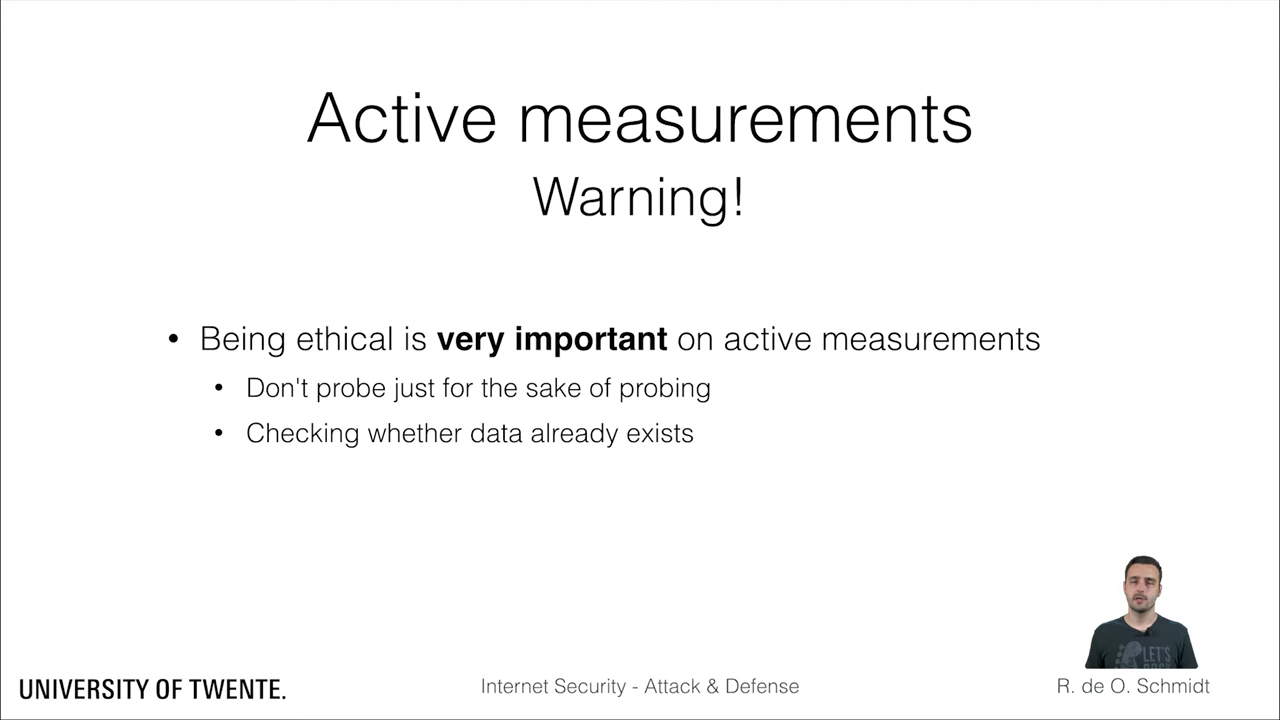 Active measurements
Warning!
• Being ethical is very important on active measurements
• Don't probe just for the sake of probing
• Checking whether data already exists
LET'S
UNIVERSITY OF TWENTE.
Internet Security - Attack & Defense
R. de O. Schmidt